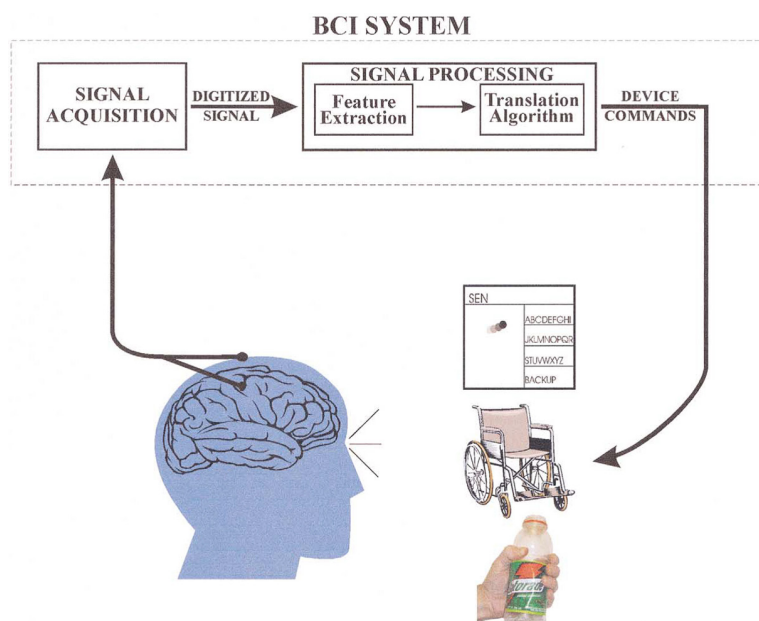 BCI SYSTEM
SIGNAL
ACQUISITION
DIGITIZED
SIGNAL
SIGNAL PROCESSING
Feature
Extraction
Translation
Algorithm
DEVICE
COMMANDS
SEN
ABCDEFGHI
JKLMNOPQR
STUVWXYZ
BACKUP